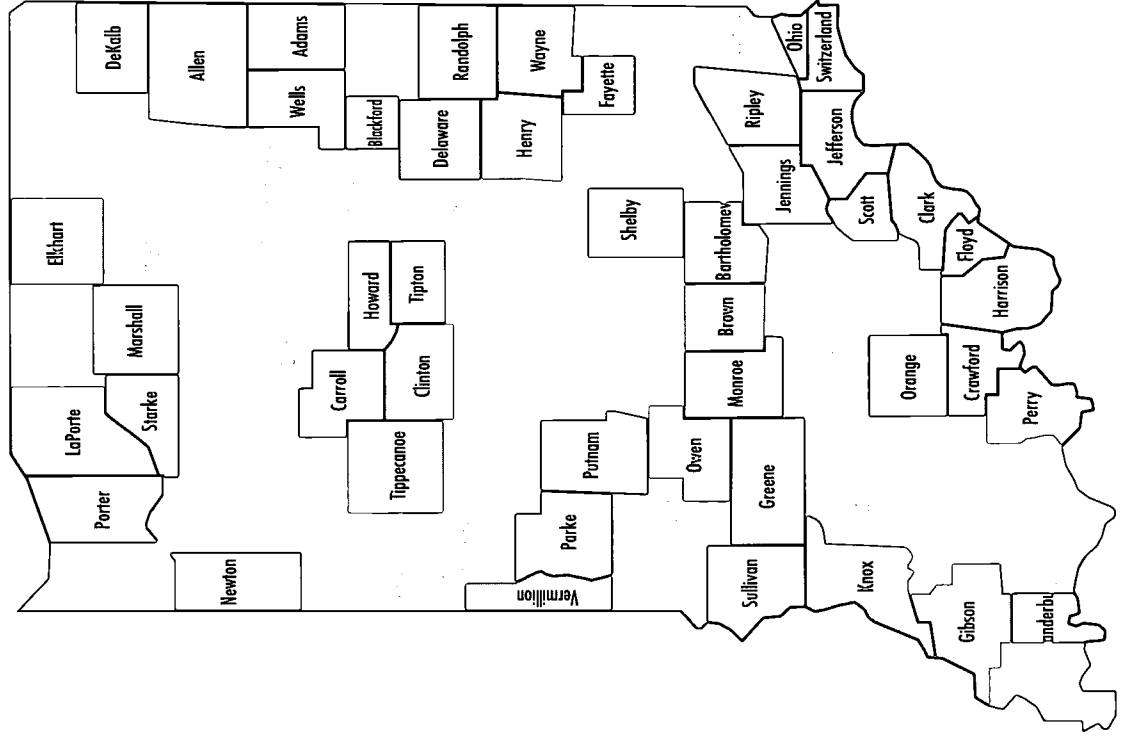 DeKalb
Allen
Adams
Wells
Blackford
Randolph
Delaware
Wayne
Henry
Fayette
Elkhart
Marshall
LaPorte
Starke
Porter
Newton
Howard
Tipton
Carroll
Clinton
Tippecanoe
Putnam
Parke
Vermillion
Owen
Greene
Sullivan
Shelby
Bartholomew
Brown
Monroe
Ohio
Switzerland
Ripley
Jefferson
Jennings
Scott
Clark
Floyd
Harrison
Orange
Crawford
Perry
Knox
Gibson
anderbu